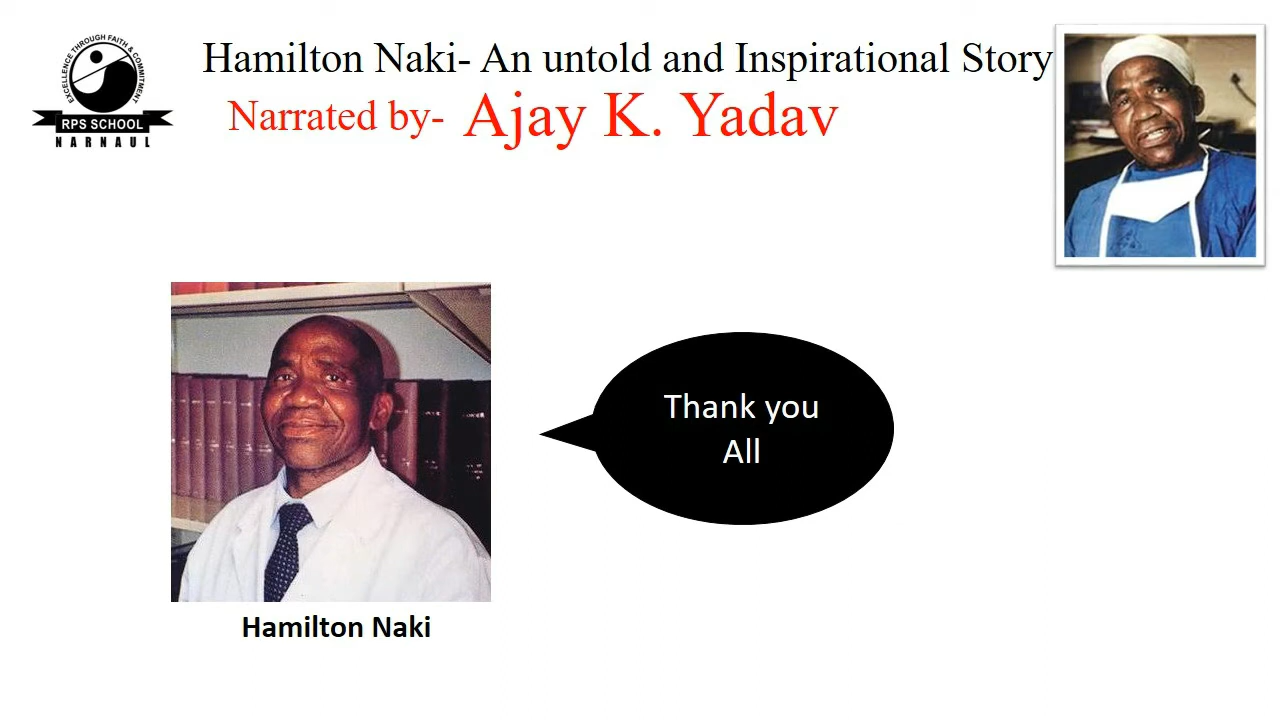 EXCELLENCE THROUGH FAITH & COMMITMENT
RPS SCHOOL
NARNAUL
Hamilton Naki- An untold and Inspirational Story
Narrated by- Ajay K. Yadav
Thank you
All
Hamilton Naki